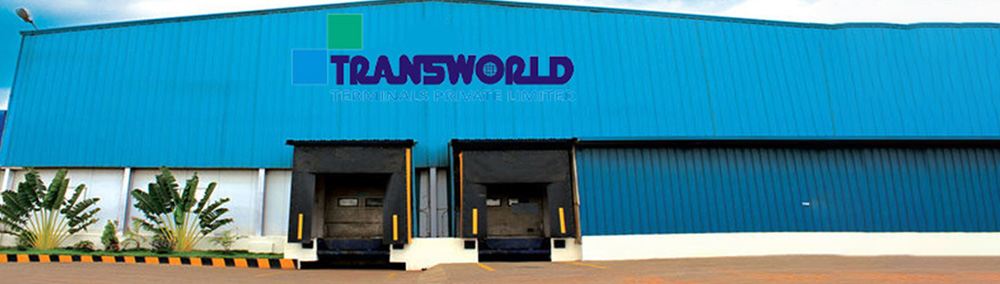 TRANSWORLD
TERMINALS PRIVATE LIMITED